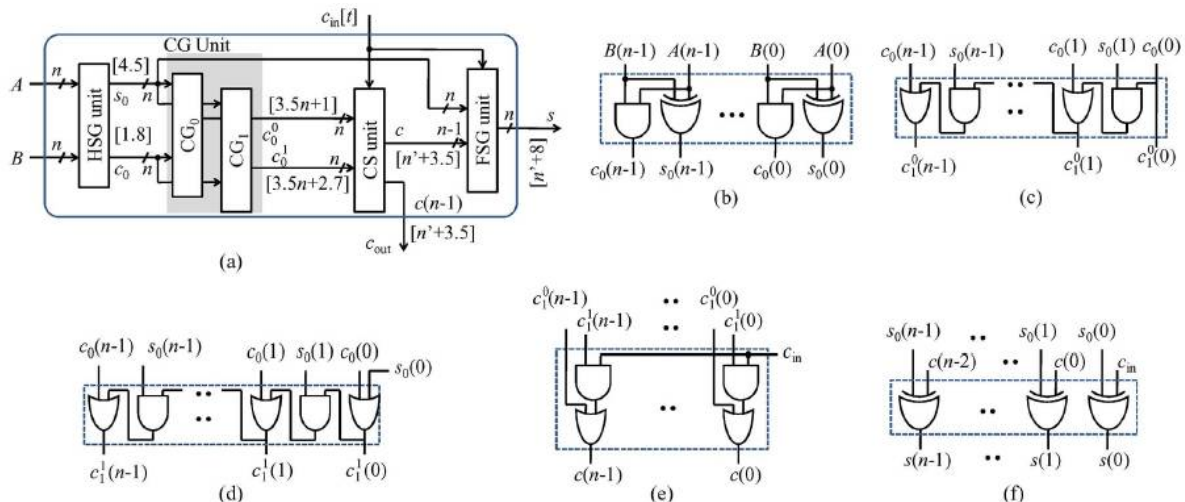 c_in[t]
CG Unit
[4.5]
A
n
s_0
n
HSG unit
[1.8]
B
n
c_0
n
CG_0
CG_1
[3.5n+1]
c_0^0
n
c_0^1
n
[3.5n+2.7]
CS unit
c
n-1
[n'+3.5]
n
FSG unit
n
s
[n'+8]
c(n-1)
c_out
[n'+3.5]
(a)
B(n-1) A(n-1) B(0) A(0)
c_0(n-1) s_0(n-1) c_0(0) s_0(0)
(b)
c_0(n-1) s_0(n-1) c_0(1) s_0(1) c_0(0)
c_1^0(n-1) c_1^0(1) c_1^0(0)
(c)
c_0(n-1) s_0(n-1) c_0(1) s_0(1) c_0(0) s_0(0)
c_1^1(n-1) c_1^1(1) c_1^1(0)
(d)
c_1^0(n-1) c_1^0(0)
c_1^1(n-1) c_1^1(0)
c_in
c(n-1) c(0)
(e)
s_0(n-1) s_0(1) s_0(0)
c(n-2) c(0) c_in
s(n-1) s(1) s(0)
(f)